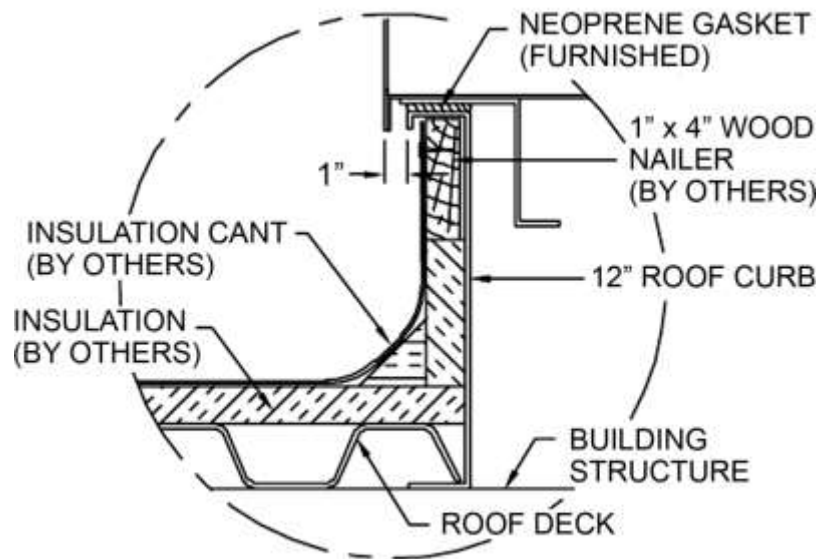 NEOPRENE GASKET
(FURNISHED)
1” x 4” WOOD
NAILER
(BY OTHERS)
1”
INSULATION CANT
(BY OTHERS)
12” ROOF CURB
INSULATION
(BY OTHERS)
BUILDING
STRUCTURE
ROOF DECK